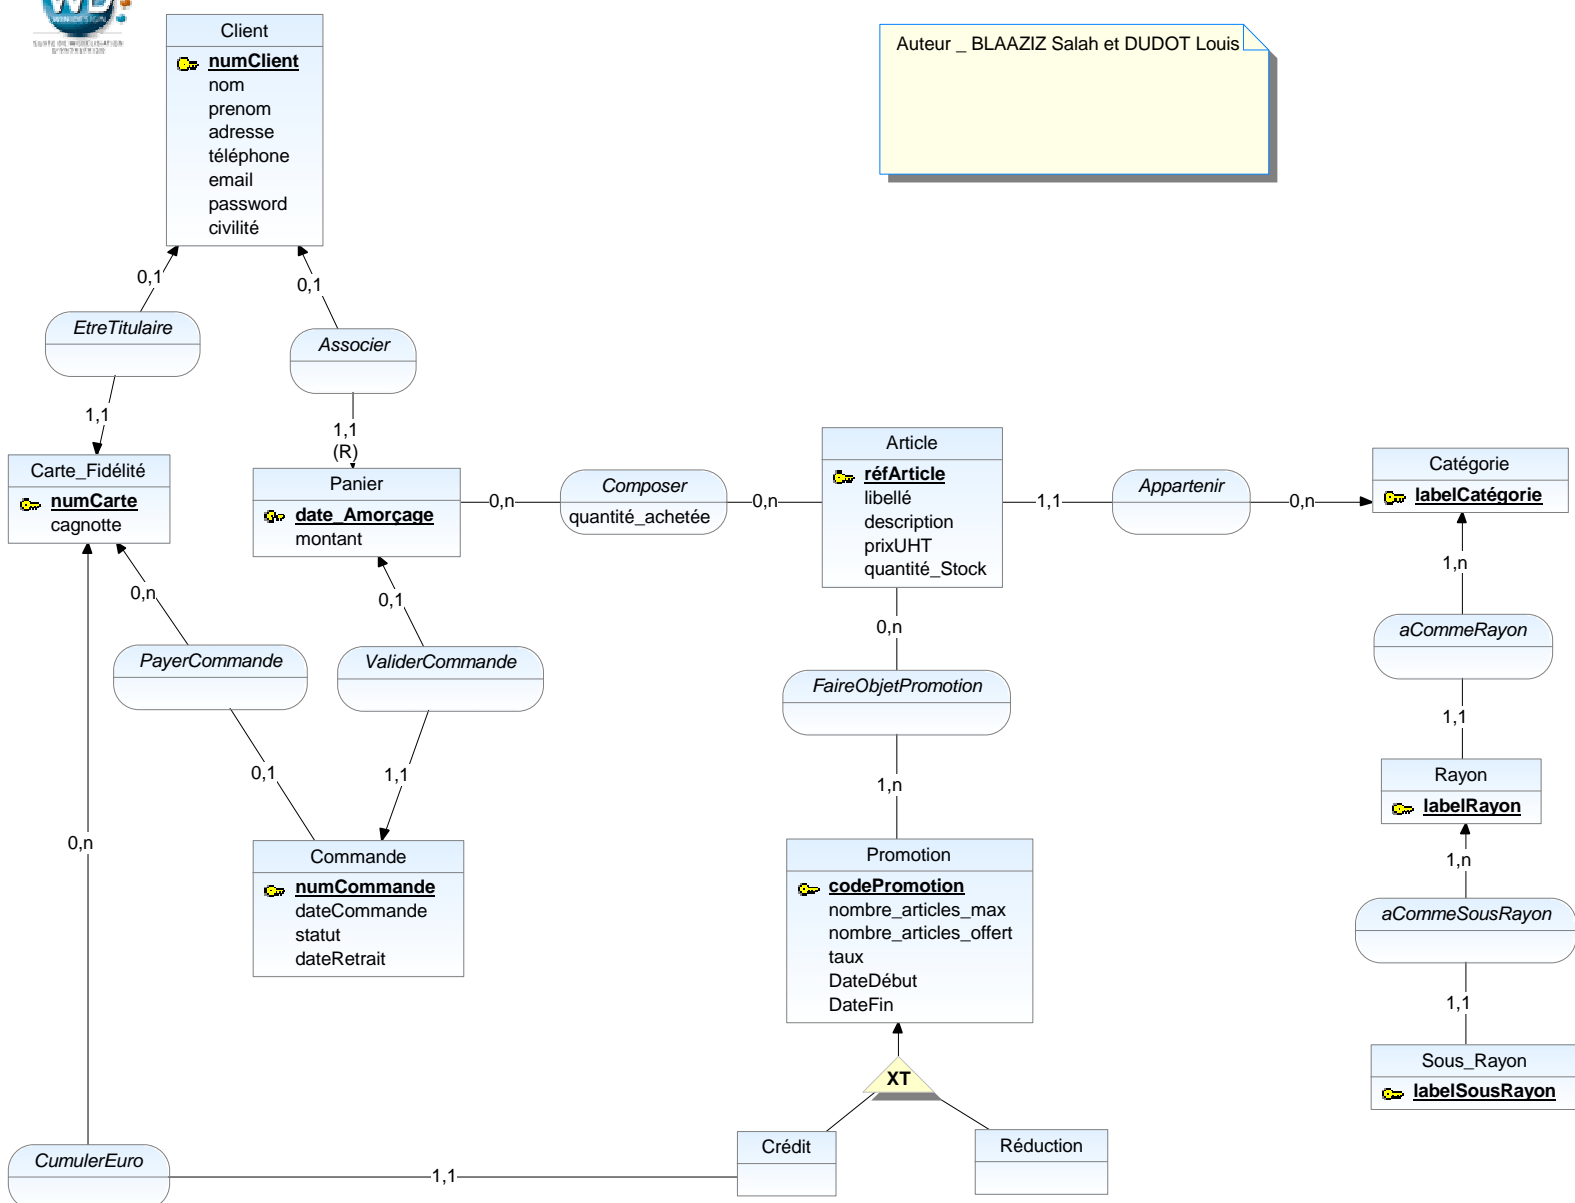 WD
WIN'DESIGN
Client
numClient
nom
prenom
adresse
téléphone
email
password
civilité
Auteur _ BLAAZIZ Salah et DUDOT Louis
0,1
0,1
EtreTitulaire
Associer
1,1
1,1
(R)
Carte_Fidélité
numCarte
cagnotte
Panier
date_Amorçage
montant
0,n
Composer
quantité_achetée
0,n
Article
réfArticle
libellé
description
prixUHT
quantité_Stock
1,1
Appartenir
0,n
Catégorie
labelCatégorie
0,n
0,1
0,n
1,n
PayerCommande
ValiderCommande
FaireObjetPromotion
aCommeRayon
0,1
1,1
1,n
1,1
Rayon
labelRayon
0,n
Commande
numCommande
dateCommande
statut
dateRetrait
Promotion
codePromotion
nombre_articles_max
nombre_articles_offert
taux
DateDébut
DateFin
1,n
aCommeSousRayon
1,1
Sous_Rayon
labelSousRayon
XT
Crédit
Réduction
CumulerEuro
1,1